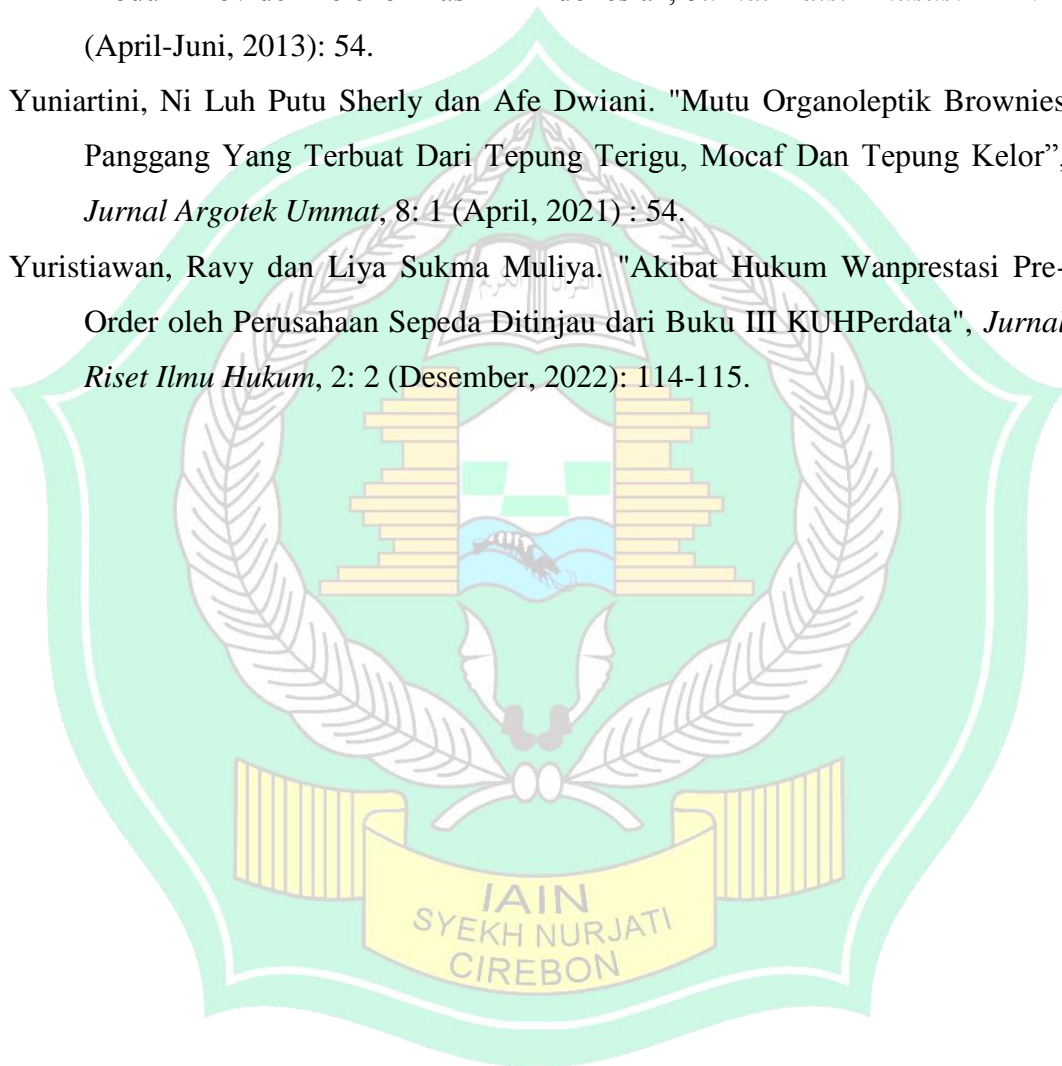 (April-Juni, 2013): 54.
Yuniartini, Ni Luh Putu Sherly dan Afe Dwiani. "Mutu Organoleptik Brownies
Panggang Yang Terbuat Dari Tepung Terigu, Mocaf Dan Tepung Kelor”,
Jurnal Argotek Ummat, 8: 1 (April, 2021) : 54.
Yuristiawan, Ravy dan Liya Sukma Muliya. "Akibat Hukum Wanprestasi Pre-
Order oleh Perusahaan Sepeda Ditinjau dari Buku III KUHPerdata", Jurnal
Riset Ilmu Hukum, 2: 2 (Desember, 2022): 114-115.
IAIN
SYEKH NURJATI
CIREBON